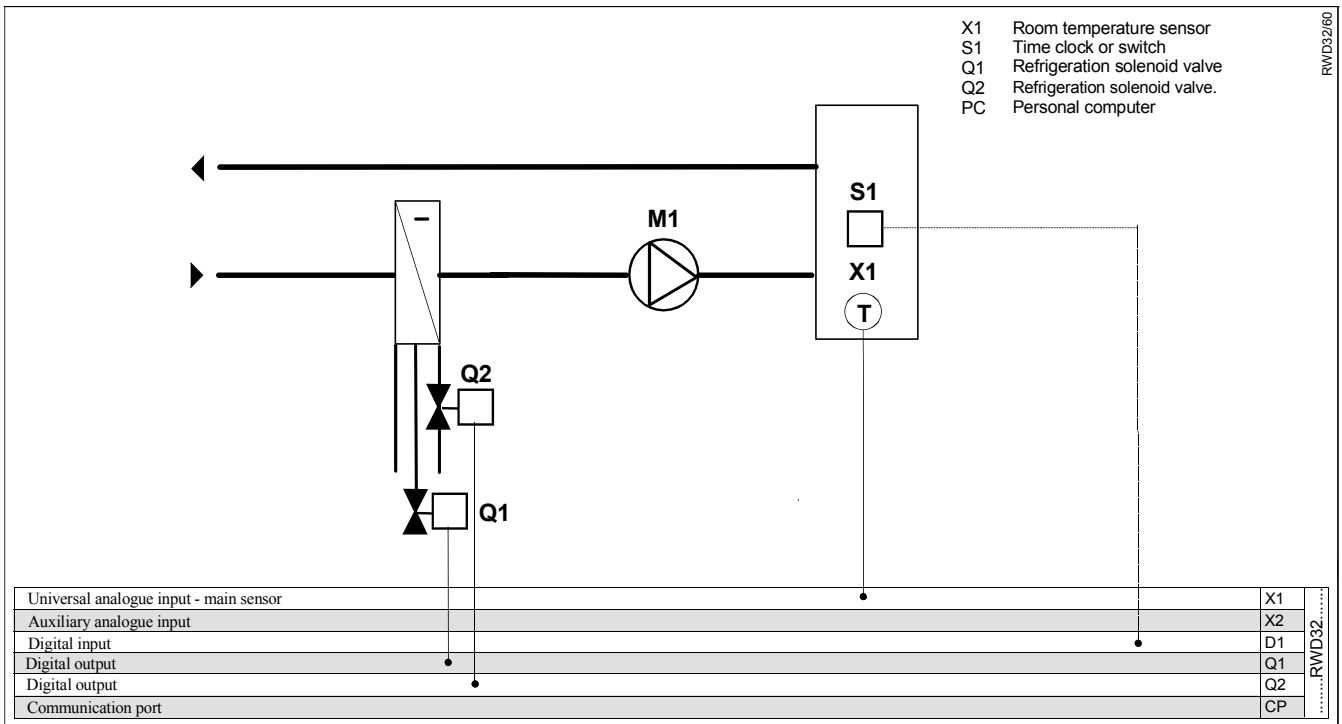 X1 Room temperature sensor
S1 Time clock or switch
Q1 Refrigeration solenoid valve
Q2 Refrigeration solenoid valve.
PC Personal computer
RWD32/60
S1
M1
X1
T
Q2
Q1
Universal analogue input - main sensor X1
Auxiliary analogue input X2
Digital input D1
Digital output Q1
Digital output Q2
Communication port CP
........RWD32......